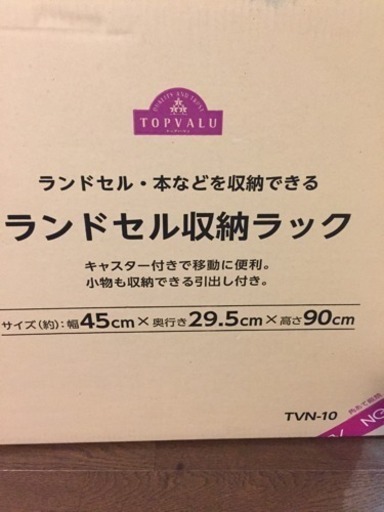 QUALITY AND TRUST
TOPVALU
トップバリュ
ランドセル・本などを収納できる
ランドセル収納ラック
キャスター付きで移動に便利。
小物も収納できる引出し付き。
サイズ(約):幅45cm×奥行き29.5cm×高さ90cm
TVN-10